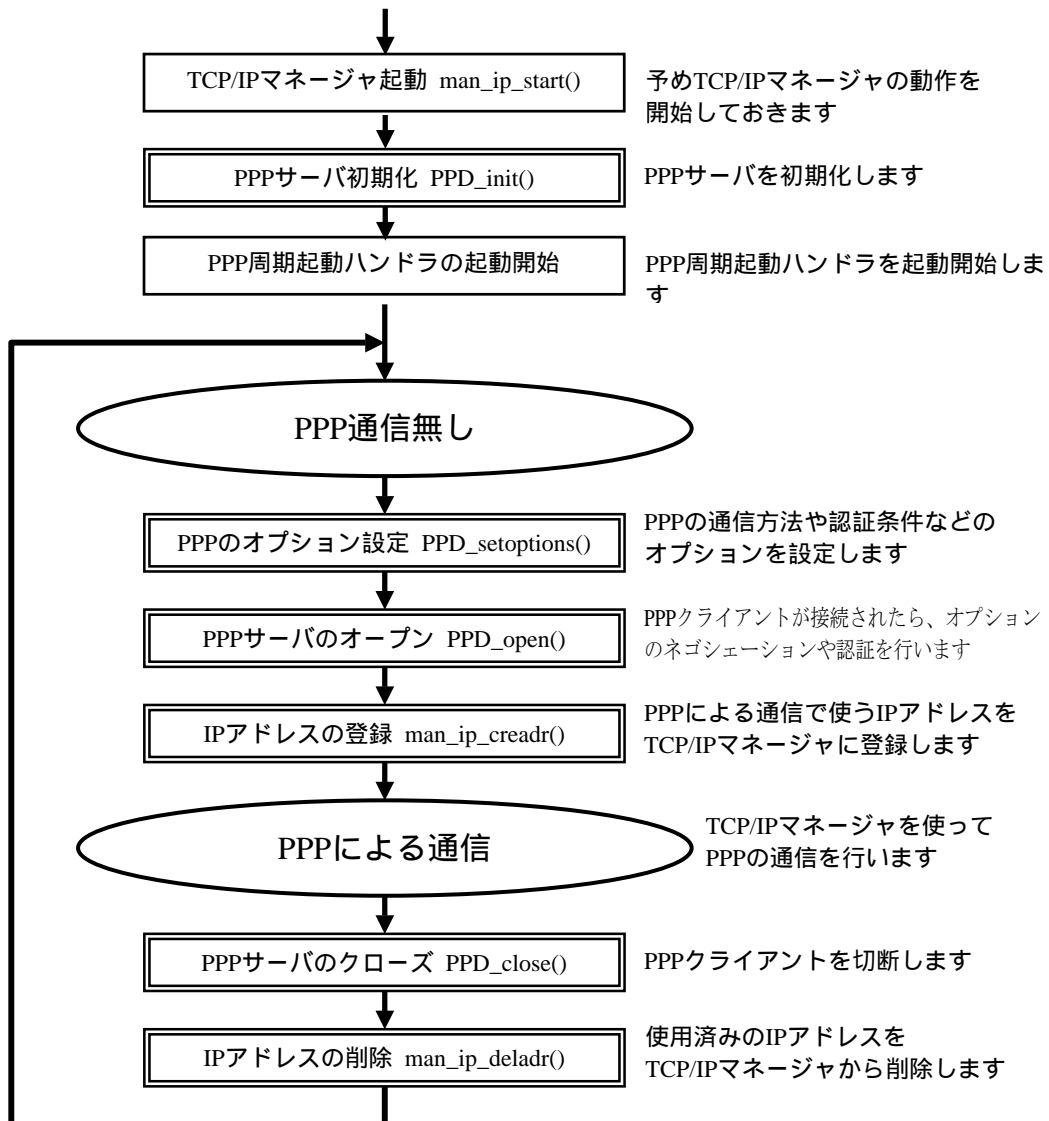 TCP/IPマネージャ起動 man_ip_start()
予めTCP/IPマネージャの動作を
開始しておきます
PPPサーバ初期化 PPD_init()
PPPサーバを初期化します
PPP周期起動ハンドラの起動開始
PPP周期起動ハンドラを起動開始しま
す
PPP通信無し
PPPのオプション設定 PPD_setoptions()
PPPの通信方法や認証条件などの
オプションを設定します
PPPサーバのオープン PPD_open()
PPPクライアントが接続されたら、オプション
のネゴシェーションや認証を行います
IPアドレスの登録 man_ip_creadr()
PPPによる通信で使うIPアドレスを
TCP/IPマネージャに登録します
PPPによる通信
TCP/IPマネージャを使って
PPPの通信を行います
PPPサーバのクローズ PPD_close()
PPPクライアントを切断します
IPアドレスの削除 man_ip_deladr()
使用済みのIPアドレスを
TCP/IPマネージャから削除します